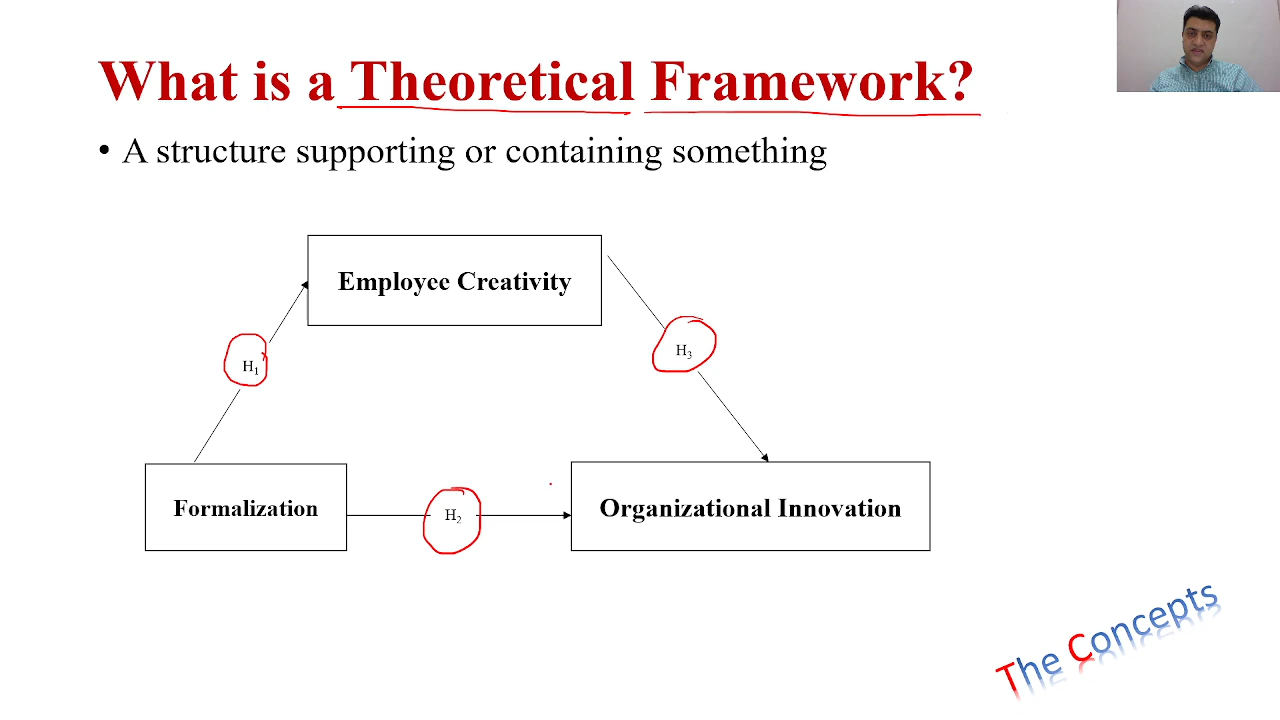 What is a Theoretical Framework?
• A structure supporting or containing something
Employee Creativity
H1
H3
Formalization
H2
Organizational Innovation
The Concepts